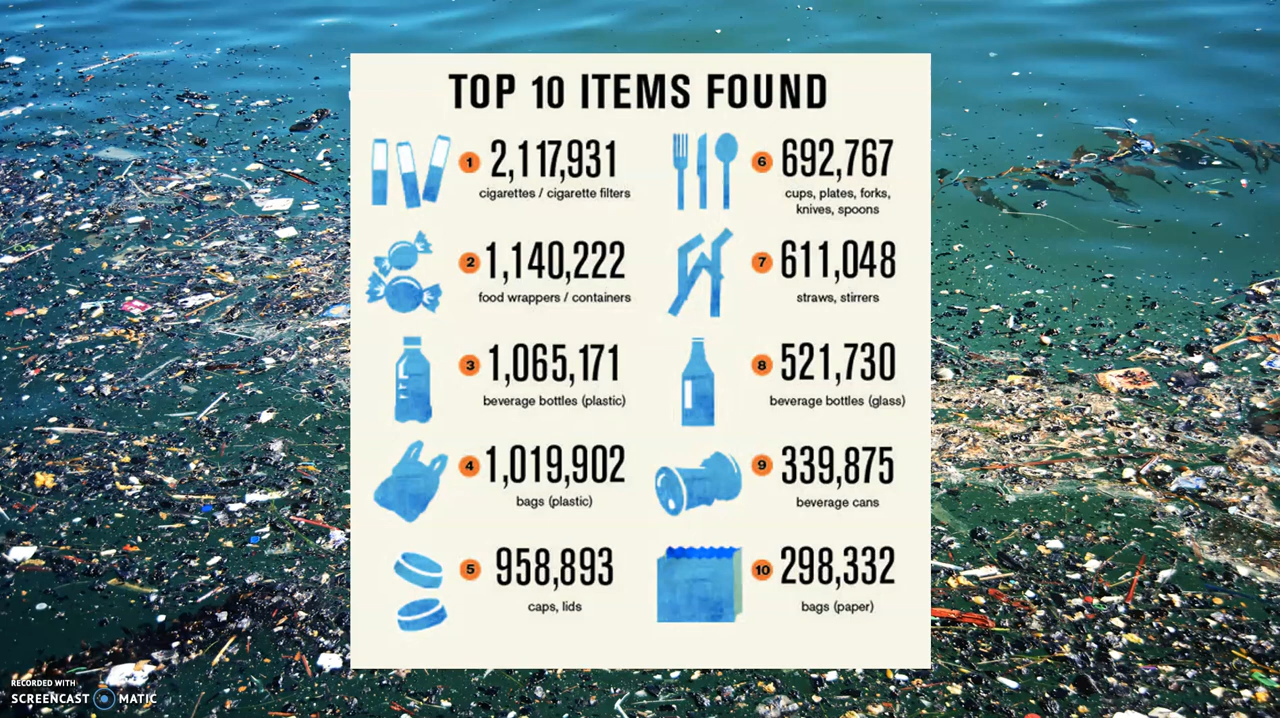 TOP 10 ITEMS FOUND
1 2,117,931
cigarettes / cigarette filters
2 1,140,222
food wrappers / containers
3 1,065,171
beverage bottles (plastic)
4 1,019,902
bags (plastic)
5 958,893
caps, lids
6 692,767
cups, plates, forks,
knives, spoons
7 611,048
straws, stirrers
8 521,730
beverage bottles (glass)
9 339,875
beverage cans
10 298,332
bags (paper)
RECORDED WITH
SCREENCAST MATIC